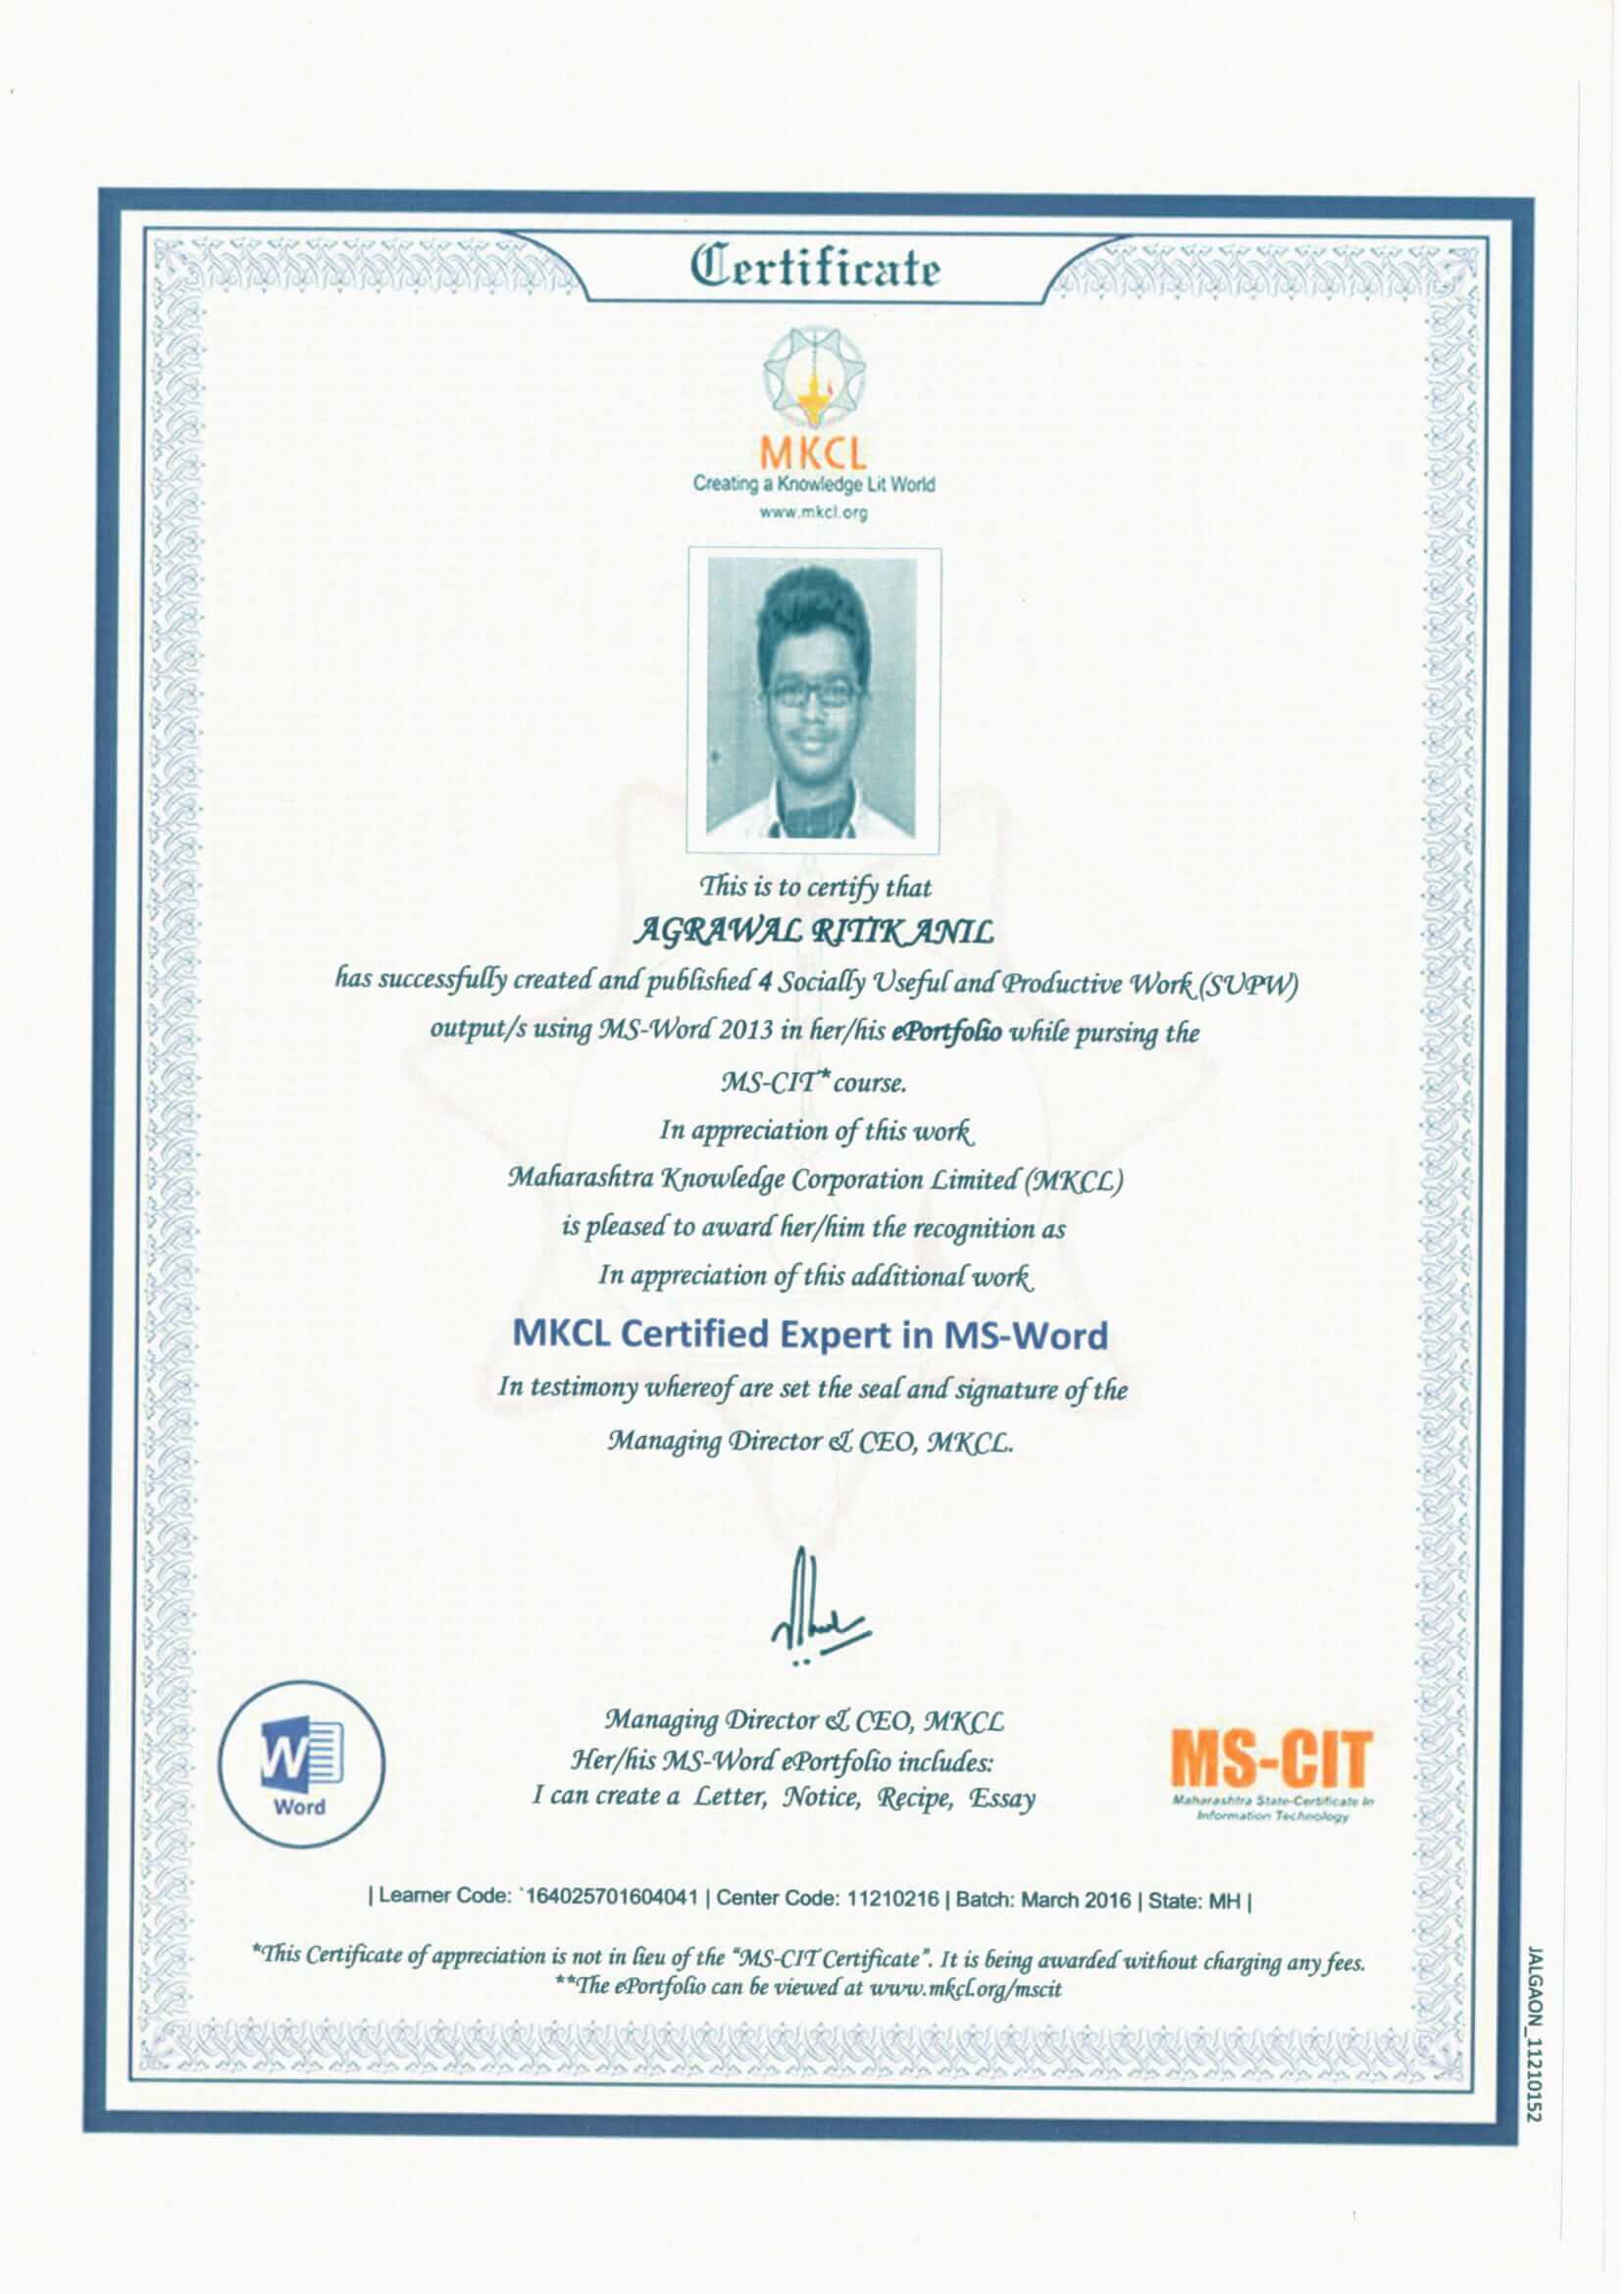 Certificate
MKCL
Creating a Knowledge Lit World
www.mkcl.org
This is to certify that
AGRAWAL RITIK ANIL
has successfully created and published 4 Socially Useful and Productive Work (SUPW)
output/s using MS-Word 2013 in her/his ePortfolio while pursing the
MS-CIT* course.
In appreciation of this work
Maharashtra Knowledge Corporation Limited (MKCL)
is pleased to award her/him the recognition as
In appreciation of this additional work
MKCL Certified Expert in MS-Word
In testimony whereof are set the seal and signature of the
Managing Director & CEO, MKCL.
Managing Director & CEO, MKCL
Her/his MS-Word ePortfolio includes:
I can create a Letter, Notice, Recipe, Essay
W
Word
MS-CIT
Maharashtra State-Certificate in
Information Technology
| Learner Code: `164025701604041 | Center Code: 11210216 | Batch: March 2016 | State: MH |
*This Certificate of appreciation is not in lieu of the “MS-CIT Certificate”. It is being awarded without charging any fees.
**The ePortfolio can be viewed at www.mkcl.org/mscit
JALGAON_11210152